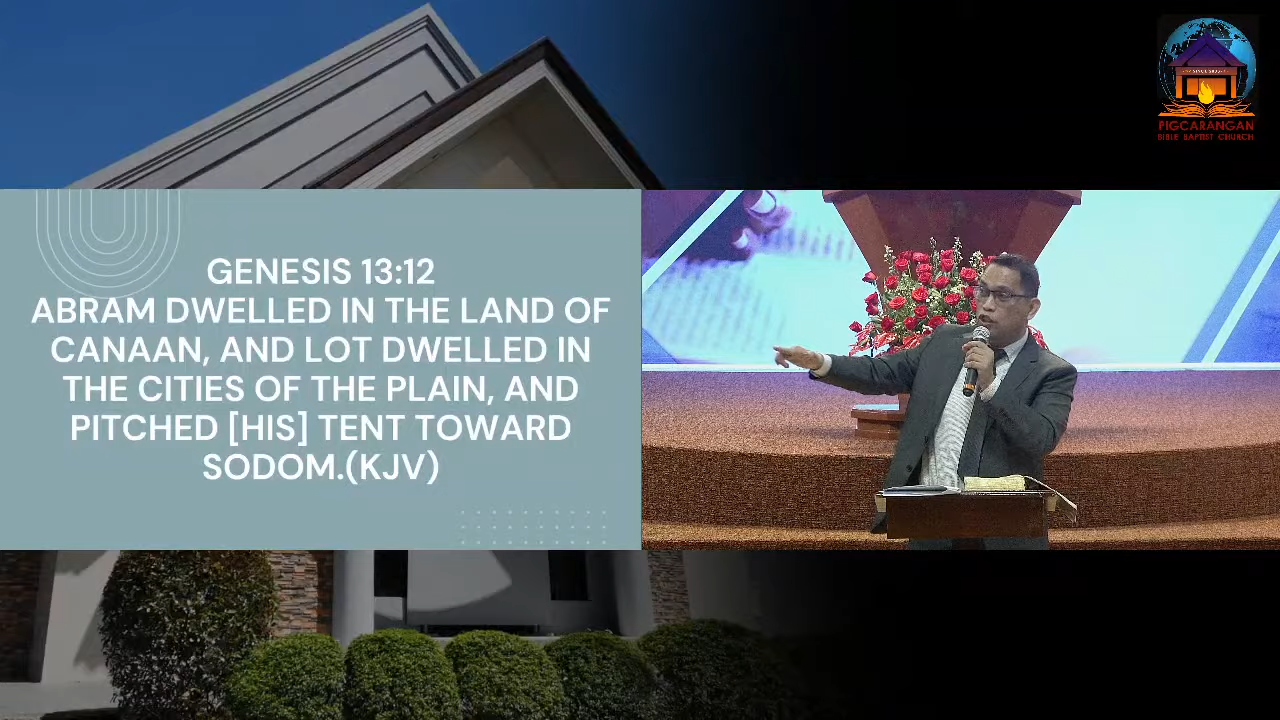 GENESIS 13:12
ABRAM DWELLED IN THE LAND OF
CANAAN, AND LOT DWELLED IN
THE CITIES OF THE PLAIN, AND
PITCHED [HIS] TENT TOWARD
SODOM.(KJV)
FIGCARANGAN
BIBLE BAPTIST CHURCH